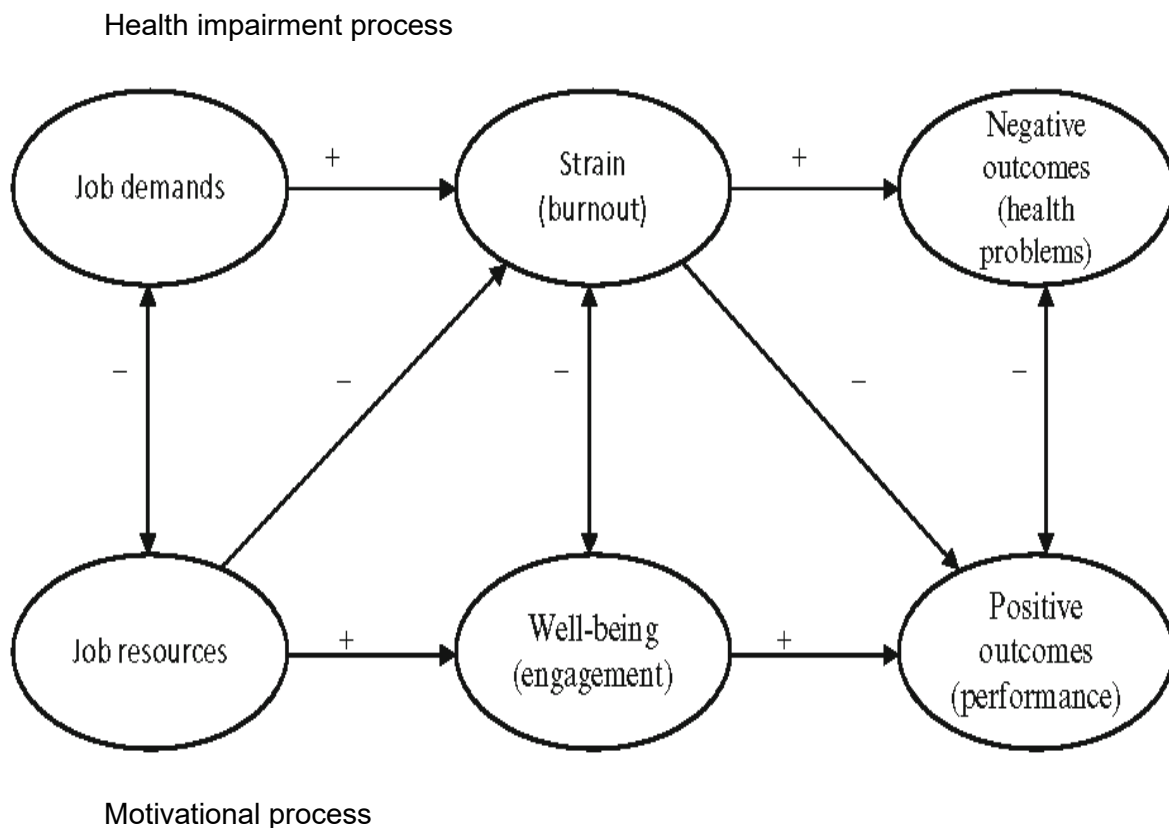 Health impairment process
Job demands
+
Strain
(burnout)
+
Negative
outcomes
(health
problems)
–
–
–
–
–
Job resources
+
Well-being
(engagement)
+
Positive
outcomes
(performance)
Motivational process